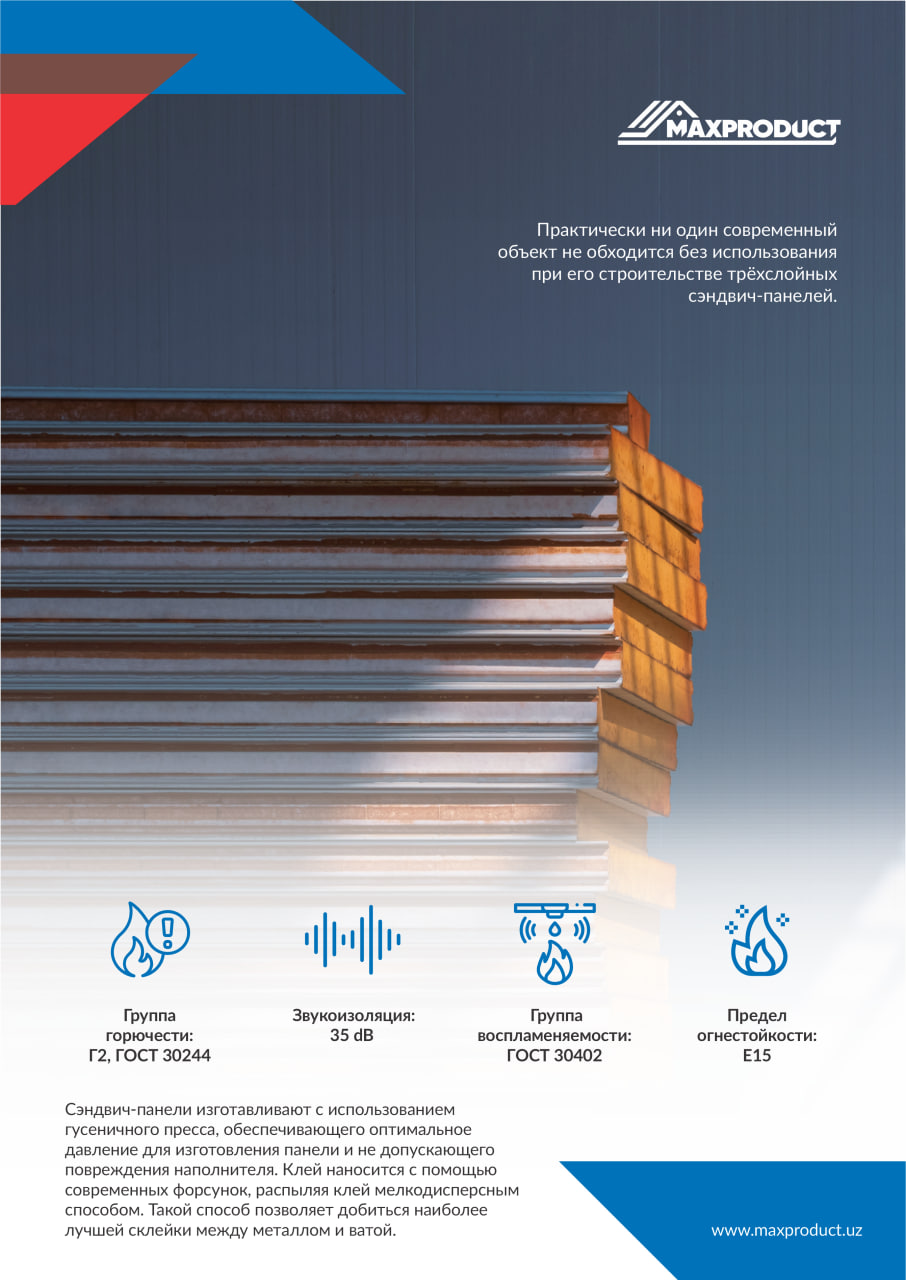 MAXPRODUCT
Практически ни один современный
объект не обходится без использования
при его строительстве трёхслойных
сэндвич-панелей.
Группа
горючести:
Г2, ГОСТ 30244
Звукоизоляция:
35 dB
Группа
воспламеняемости:
ГОСТ 30402
Предел
огнестойкости:
E15
Сэндвич-панели изготавливают с использованием
гусеничного пресса, обеспечивающего оптимальное
давление для изготовления панели и не допускающего
повреждения наполнителя. Клей наносится с помощью
современных форсунок, распыляя клей мелкодисперсным
способом. Такой способ позволяет добиться наиболее
лучшей склейки между металлом и ватой.
www.maxproduct.uz